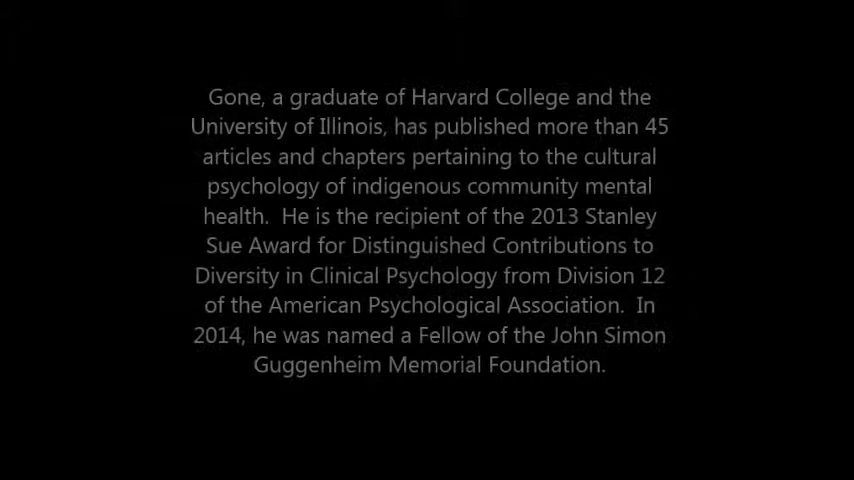 Gone, a graduate of Harvard College and the
University of Illinois, has published more than 45
articles and chapters pertaining to the cultural
psychology of indigenous community mental
health.  He is the recipient of the 2013 Stanley
Sue Award for Distinguished Contributions to
Diversity in Clinical Psychology from Division 12
of the American Psychological Association.  In
2014, he was named a Fellow of the John Simon
Guggenheim Memorial Foundation.